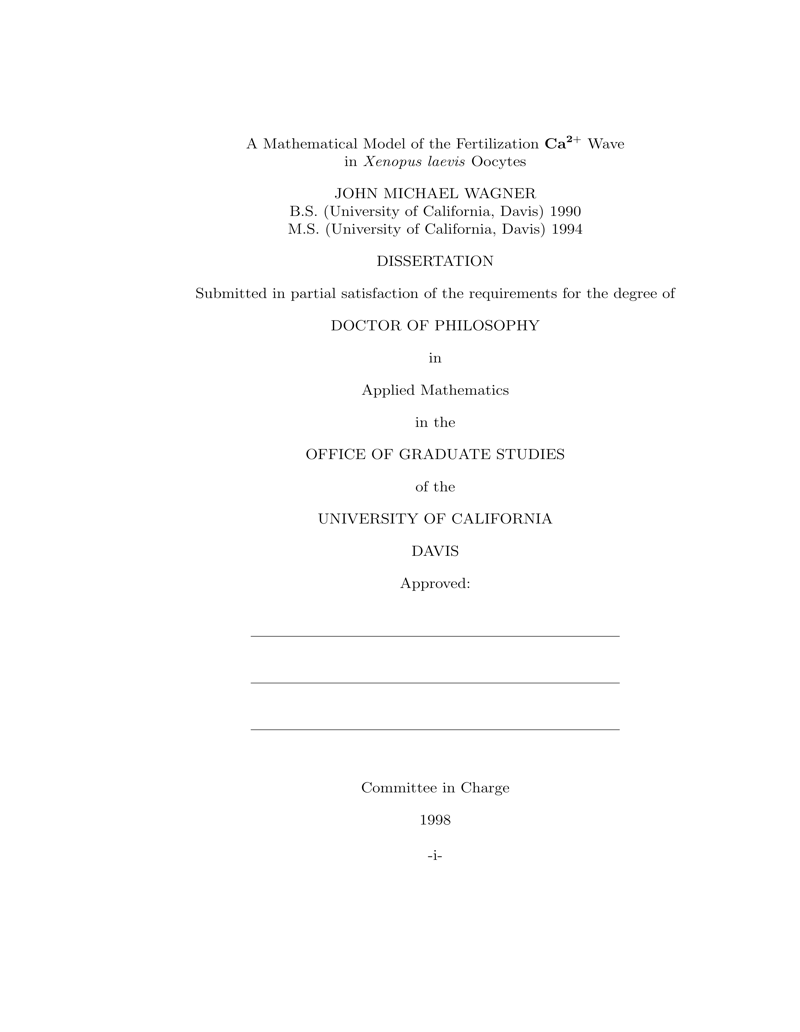 A Mathematical Model of the Fertilization Ca²⁺ Wave
in Xenopus laevis Oocytes
JOHN MICHAEL WAGNER
B.S. (University of California, Davis) 1990
M.S. (University of California, Davis) 1994
DISSERTATION
Submitted in partial satisfaction of the requirements for the degree of
DOCTOR OF PHILOSOPHY
in
Applied Mathematics
in the
OFFICE OF GRADUATE STUDIES
of the
UNIVERSITY OF CALIFORNIA
DAVIS
Approved:
Committee in Charge
1998
-i-